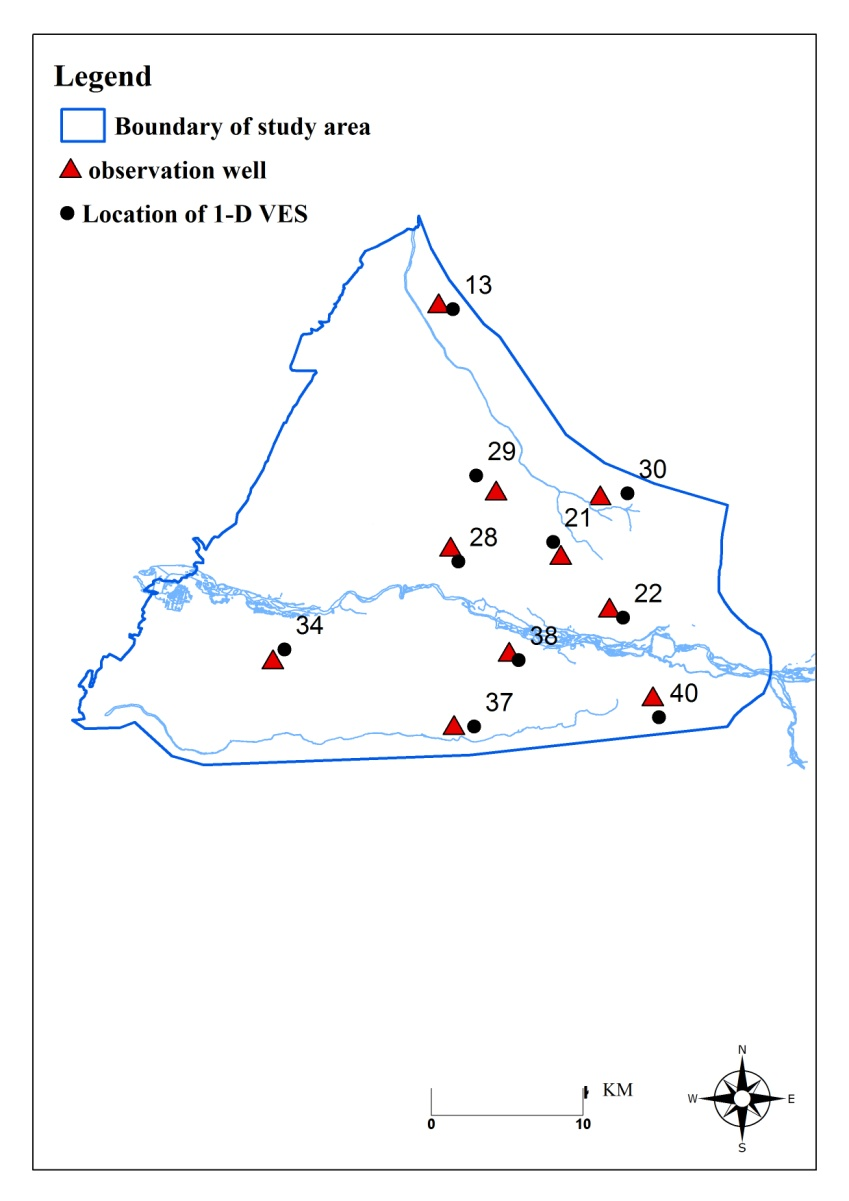 Legend
Boundary of study area
observation well
Location of 1-D VES
13
29
30
21
28
22
34
38
40
37
KM
0 10
N
W E
S